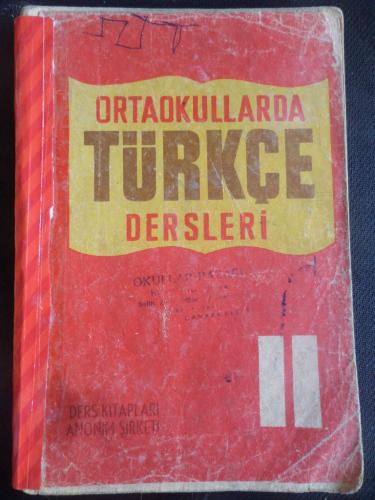 ORTAOKULLARDA
TÜRKÇE
DERSLERİ
II
DERS KİTAPLARI
ANONİM ŞİRKETİ